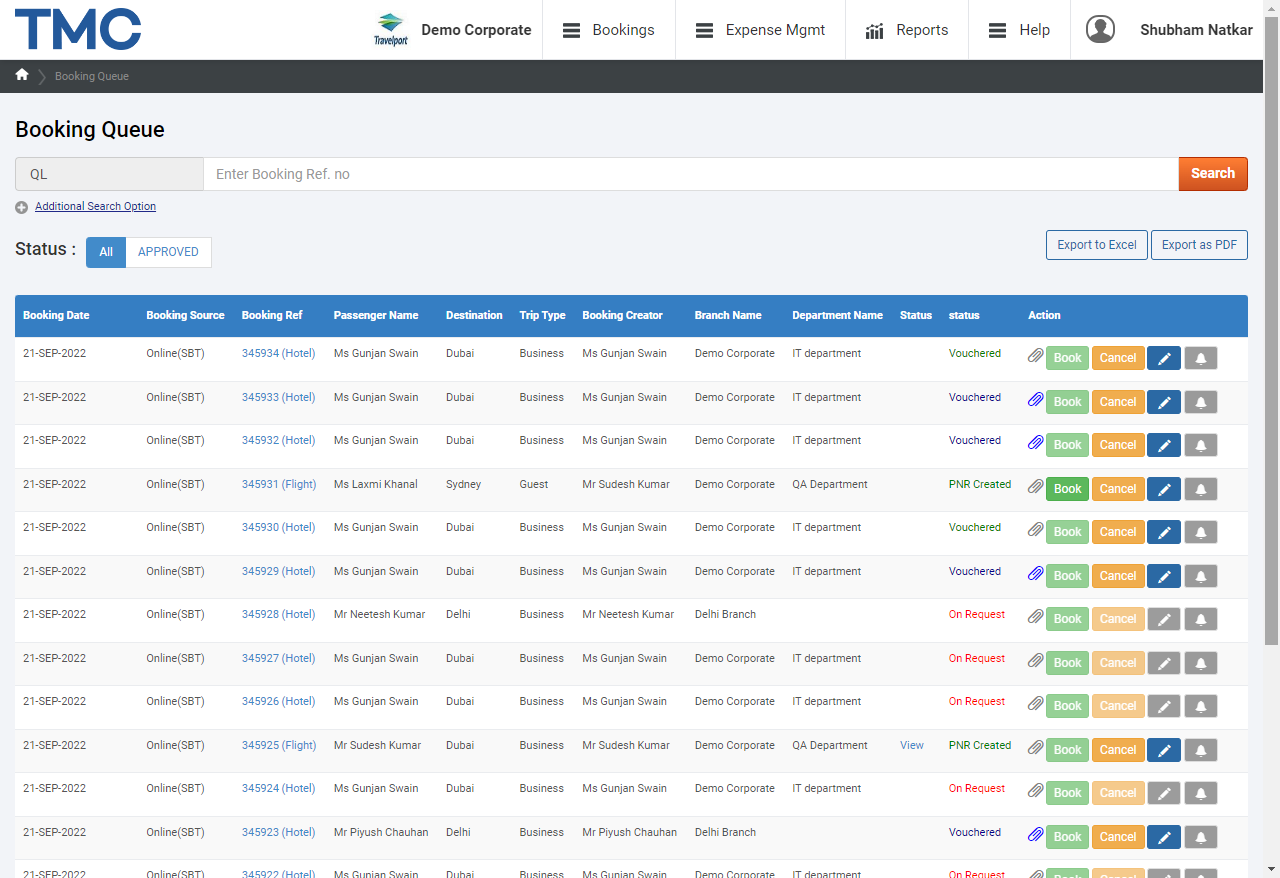 TMC
Travelport
Demo Corporate
Bookings
Expense Mgmt
Reports
Help
Shubham Natkar
Booking Queue
Booking Queue
QL Enter Booking Ref. no Search
Additional Search Option
Status : All APPROVED Export to Excel Export as PDF
Booking Date Booking Source Booking Ref Passenger Name Destination Trip Type Booking Creator Branch Name Department Name Status status Action
21-SEP-2022 Online(SBT) 345934 (Hotel) Ms Gunjan Swain Dubai Business Ms Gunjan Swain Demo Corporate IT department Vouchered Book Cancel
21-SEP-2022 Online(SBT) 345933 (Hotel) Ms Gunjan Swain Dubai Business Ms Gunjan Swain Demo Corporate IT department Vouchered Book Cancel
21-SEP-2022 Online(SBT) 345932 (Hotel) Ms Gunjan Swain Dubai Business Ms Gunjan Swain Demo Corporate IT department Vouchered Book Cancel
21-SEP-2022 Online(SBT) 345931 (Flight) Ms Laxmi Khanal Sydney Guest Mr Sudesh Kumar Demo Corporate QA Department PNR Created Book Cancel
21-SEP-2022 Online(SBT) 345930 (Hotel) Ms Gunjan Swain Dubai Business Ms Gunjan Swain Demo Corporate IT department Vouchered Book Cancel
21-SEP-2022 Online(SBT) 345929 (Hotel) Ms Gunjan Swain Dubai Business Ms Gunjan Swain Demo Corporate IT department Vouchered Book Cancel
21-SEP-2022 Online(SBT) 345928 (Hotel) Mr Neetesh Kumar Delhi Business Mr Neetesh Kumar Delhi Branch On Request Book Cancel
21-SEP-2022 Online(SBT) 345927 (Hotel) Ms Gunjan Swain Dubai Business Ms Gunjan Swain Demo Corporate IT department On Request Book Cancel
21-SEP-2022 Online(SBT) 345926 (Hotel) Ms Gunjan Swain Dubai Business Ms Gunjan Swain Demo Corporate IT department On Request Book Cancel
21-SEP-2022 Online(SBT) 345925 (Flight) Mr Sudesh Kumar Dubai Business Mr Sudesh Kumar Demo Corporate QA Department View PNR Created Book Cancel
21-SEP-2022 Online(SBT) 345924 (Hotel) Ms Gunjan Swain Dubai Business Ms Gunjan Swain Demo Corporate IT department On Request Book Cancel
21-SEP-2022 Online(SBT) 345923 (Hotel) Mr Piyush Chauhan Delhi Business Mr Piyush Chauhan Delhi Branch Vouchered Book Cancel
21-SEP-2022 Online(SBT) 345922 (Hotel) Ms Gunjan Swain Dubai Business Ms Gunjan Swain Demo Corporate IT department On Request Book Cancel